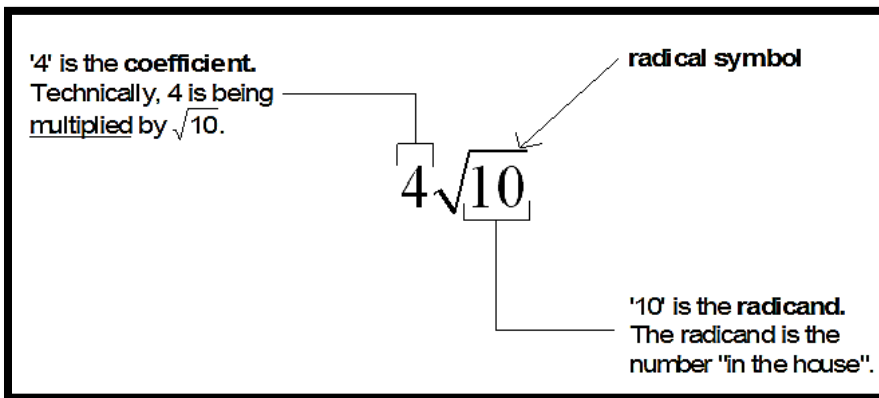 '4' is the coefficient.
Technically, 4 is being
multiplied by √10.
radical symbol
4√10
'10' is the radicand.
The radicand is the
number "in the house".